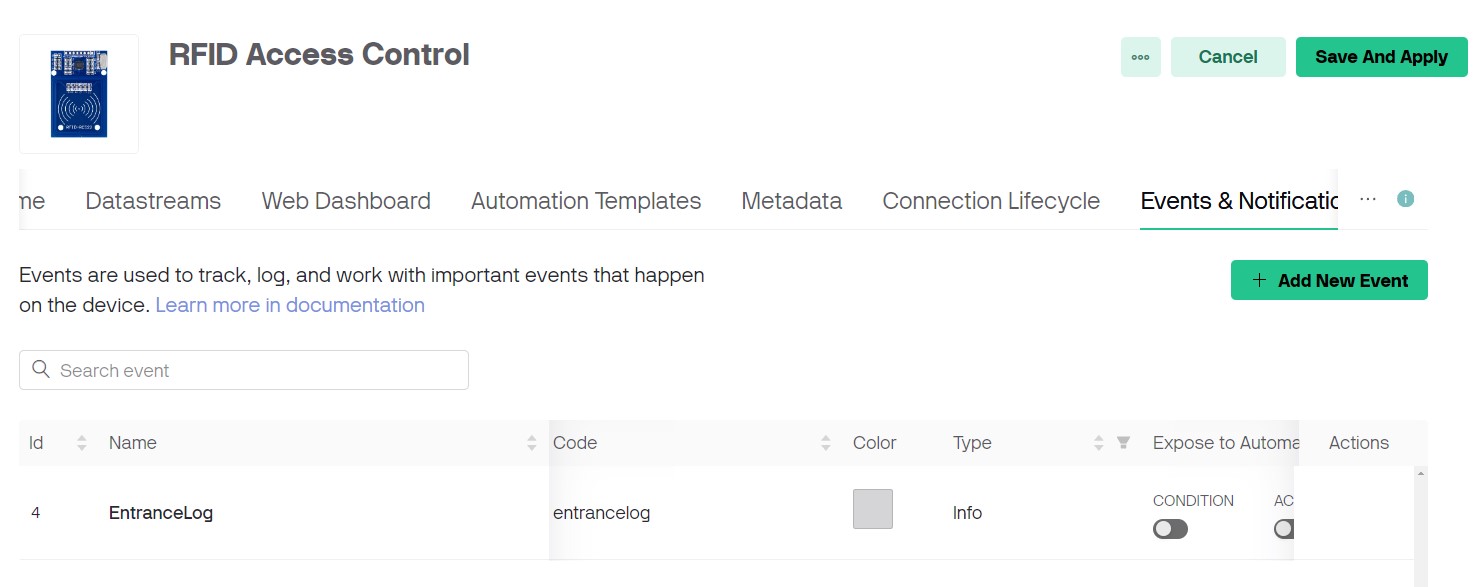 RFID Access Control
Cancel
Save And Apply
me Datastreams Web Dashboard Automation Templates Metadata Connection Lifecycle Events & Notificatio ...
Events are used to track, log, and work with important events that happen
on the device. Learn more in documentation
+ Add New Event
Search event
Id Name Code Color Type Expose to Automa Actions
4 EntranceLog entrancelog Info
CONDITION AC